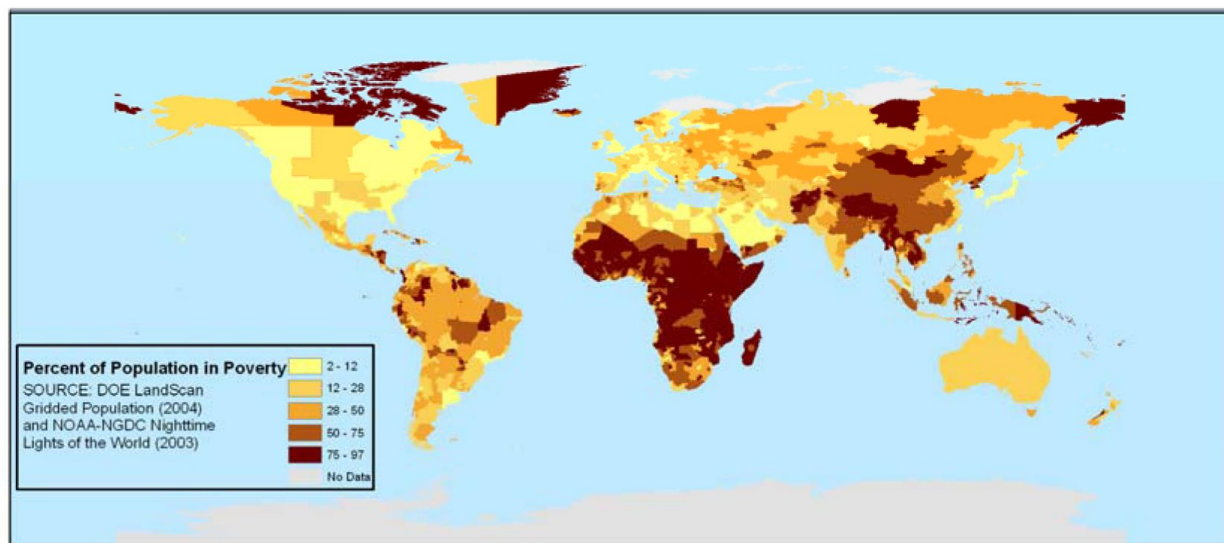 Percent of Population in Poverty
SOURCE: DOE LandScan
Gridded Population (2004)
and NOAA-NGDC Nighttime
Lights of the World (2003)
2 - 12
12 - 28
28 - 50
50 - 75
75 - 97
No Data